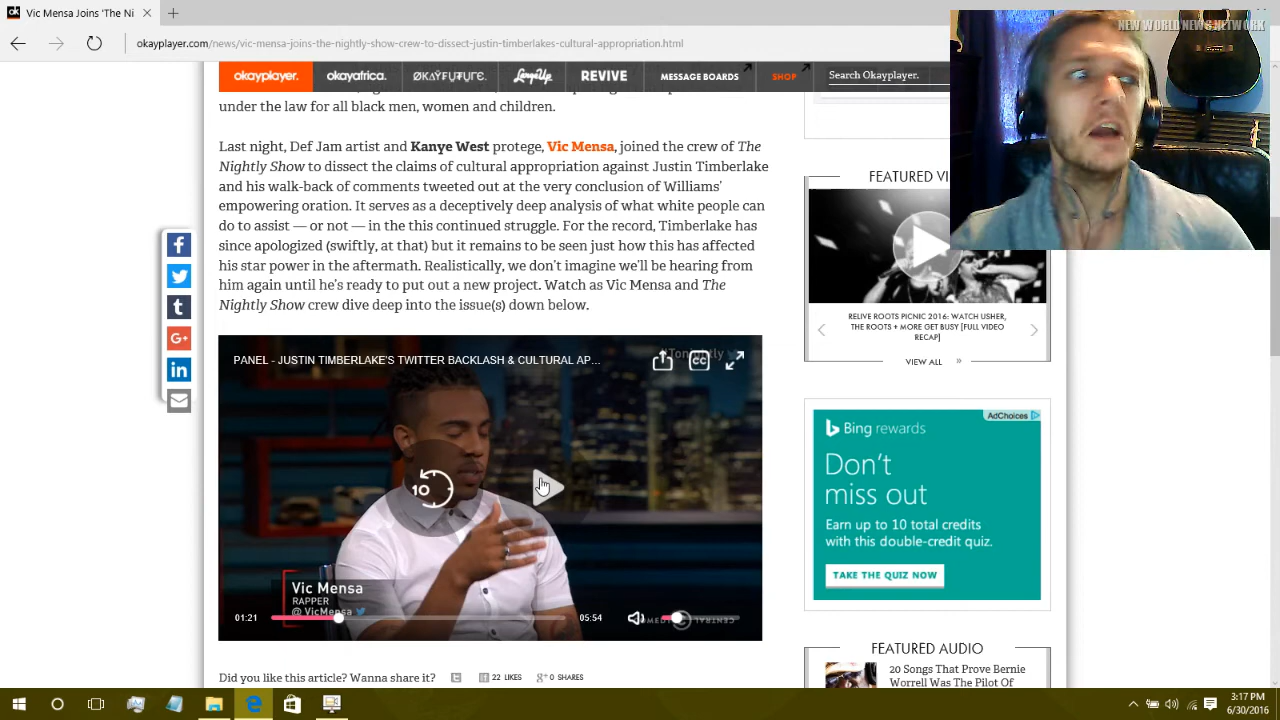 Vic Mensa Joins 'The Ni
okayplayer.com/news/vic-mensa-joins-the-nightly-show-crew-to-dissect-justin-timberlakes-cultural-appropriation.html
NEW WORLD NEWS NETWORK
okayplayer.
okayafrica.
ØKAYFUTURE.
LargeUp
REVIVE
MESSAGE BOARDS
SHOP
Search Okayplayer.
under the law for all black men, women and children.
Last night, Def Jam artist and Kanye West protege, Vic Mensa, joined the crew of The
Nightly Show to dissect the claims of cultural appropriation against Justin Timberlake
and his walk-back of comments tweeted out at the very conclusion of Williams'
empowering oration. It serves as a deceptively deep analysis of what white people can
do to assist — or not — in the this continued struggle. For the record, Timberlake has
since apologized (swiftly, at that) but it remains to be seen just how this has affected
his star power in the aftermath. Realistically, we don't imagine we'll be hearing from
him again until he's ready to put out a new project. Watch as Vic Mensa and The
Nightly Show crew dive deep into the issue(s) down below.
PANEL - JUSTIN TIMBERLAKE'S TWITTER BACKLASH & CULTURAL AP...
#Tonightly
CC
10
Vic Mensa
RAPPER
@VicMensa
01:21
05:54
Did you like this article? Wanna share it?
22 LIKES
0 SHARES
FEATURED VI
RELIVE ROOTS PICNIC 2016: WATCH USHER,
THE ROOTS + MORE GET BUSY [FULL VIDEO
RECAP]
VIEW ALL »
AdChoices
Bing rewards
Don't
miss out
Earn up to 10 total credits
with this double-credit quiz.
TAKE THE QUIZ NOW
FEATURED AUDIO
20 Songs That Prove Bernie
Worrell Was The Pilot Of
3:17 PM
6/30/2016